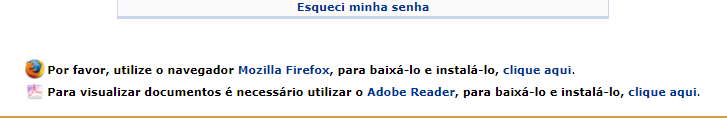 Esqueci minha senha
Por favor, utilize o navegador Mozilla Firefox, para baixá-lo e instalá-lo, clique aqui.
Para visualizar documentos é necessário utilizar o Adobe Reader, para baixá-lo e instalá-lo, clique aqui.